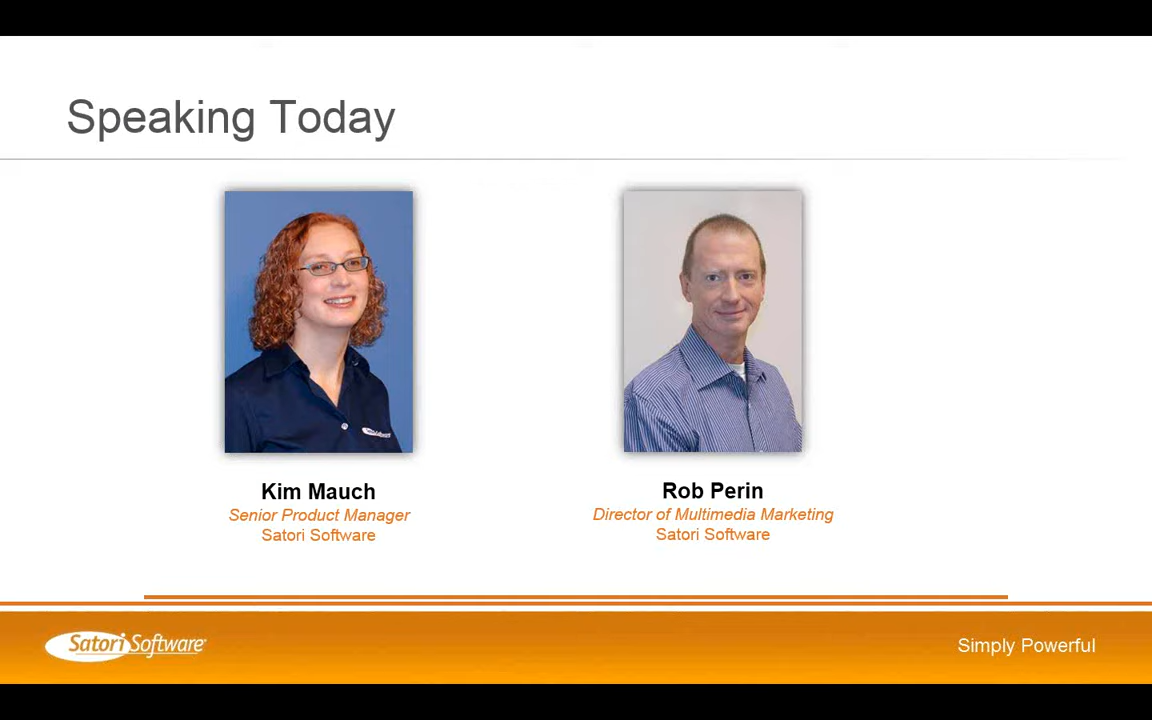 Speaking Today
Kim Mauch
Senior Product Manager
Satori Software
Rob Perin
Director of Multimedia Marketing
Satori Software
Satori Software
Simply Powerful